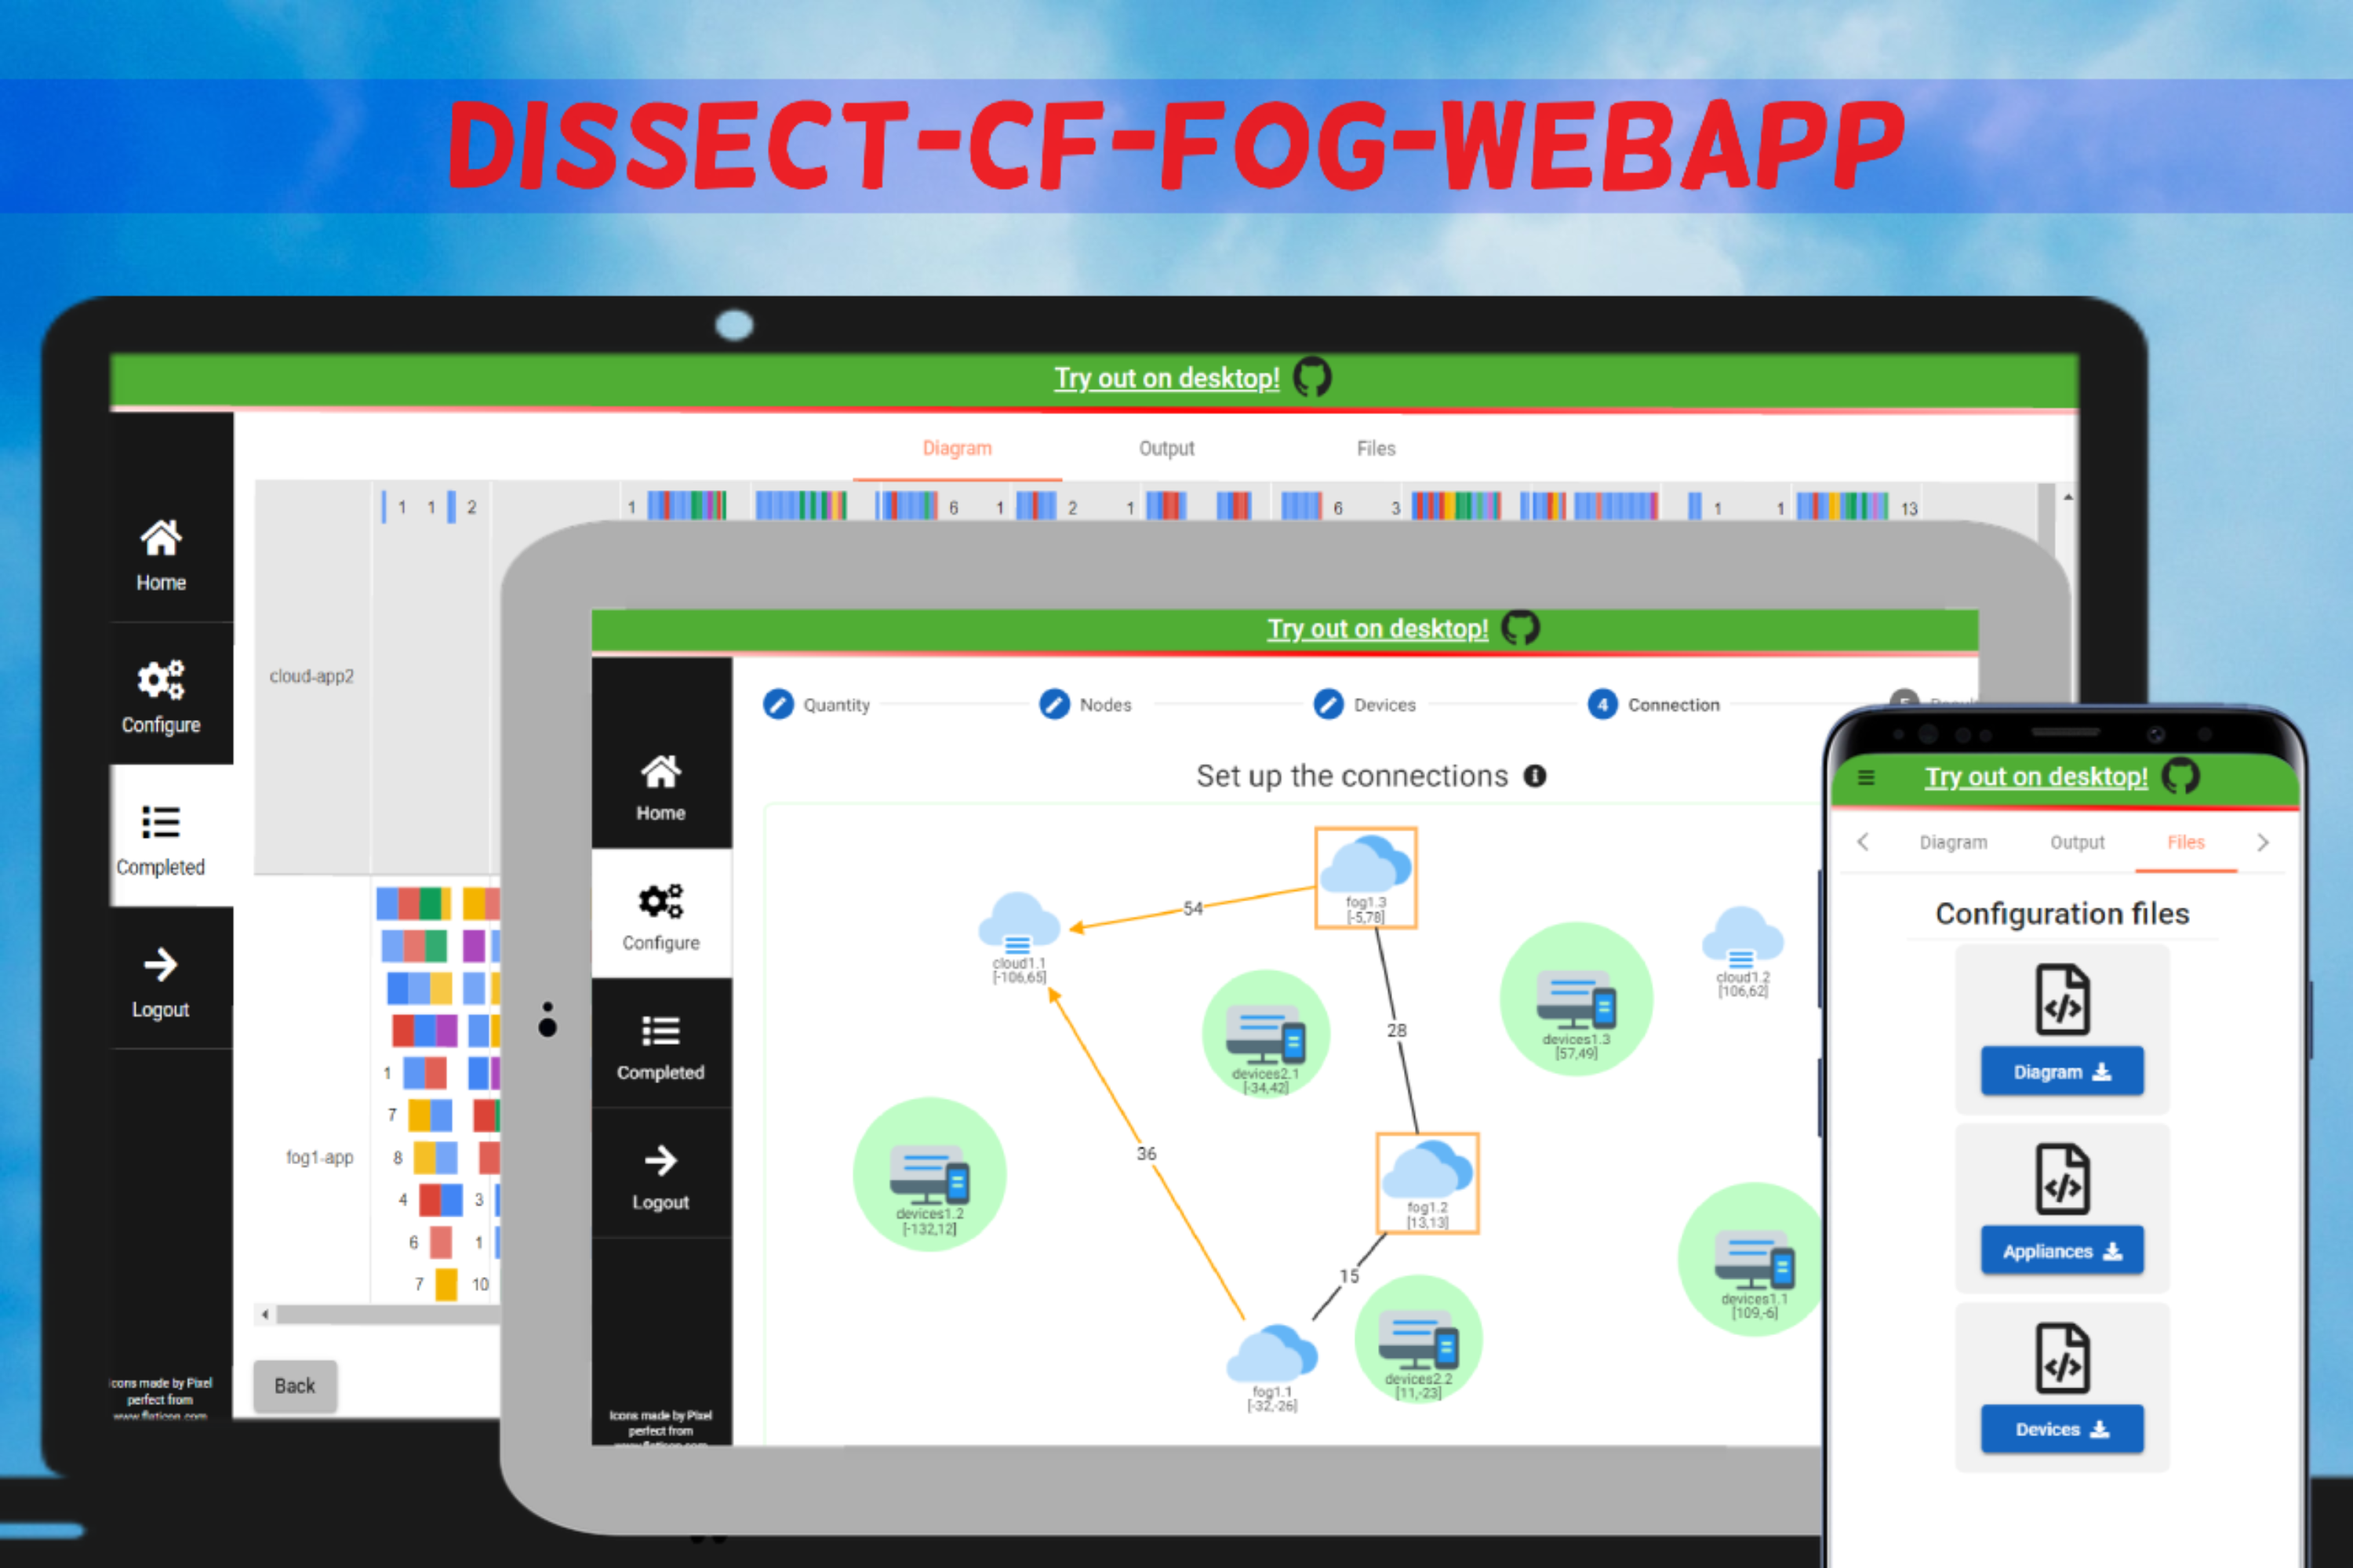 DISSECT-CF-FOG-WEBAPP
Try out on desktop!
Diagram Output Files
1 1 2 1 6 1 2 1 6 3 1 1 13
Home
Configure
Completed
Logout
cloud-app2
fog1-app
1
7
8
4 3
6 1
7 10
Back
Icons made by Pixel
perfect from
www.flaticon.com
Try out on desktop!
Home
Configure
Completed
Logout
Icons made by Pixel
perfect from
Quantity Nodes Devices 4 Connection
Set up the connections
fog1.3
[-5,78]
54
cloud1.1
[-106,65]
cloud1.2
[106,62]
28
devices1.3
[57,49]
devices2.1
[-34,42]
36
devices1.2
[-132,12]
fog1.2
[13,13]
15
devices1.1
[109,-6]
devices2.2
[11,-23]
fog1.1
[-32,-26]
Try out on desktop!
Diagram Output Files
Configuration files
Diagram
Appliances
Devices